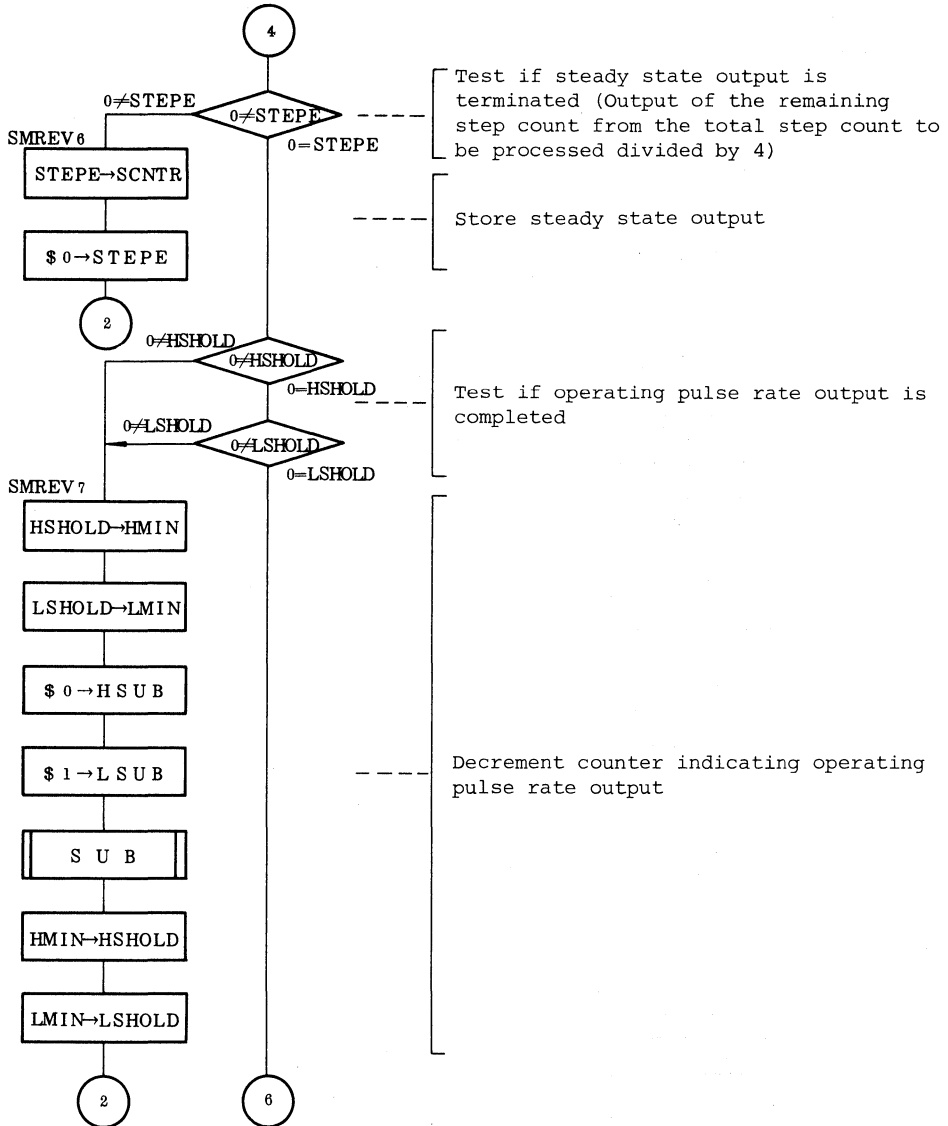 4
0≠STEPE
0≠STEPE
0=STEPE
Test if steady state output is
terminated (Output of the remaining
step count from the total step count to
be processed divided by 4)
SMREV6
STEPE→SCNTR
Store steady state output
$0→STEPE
2
0≠HSHOLD
0≠HSHOLD
0=HSHOLD
Test if operating pulse rate output is
completed
0≠LSHOLD
0≠LSHOLD
0=LSHOLD
SMREV7
HSHOLD→HMIN
LSHOLD→LMIN
$0→HSUB
$1→LSUB
Decrement counter indicating operating
pulse rate output
SUB
HMIN→HSHOLD
LMIN→LSHOLD
2
6